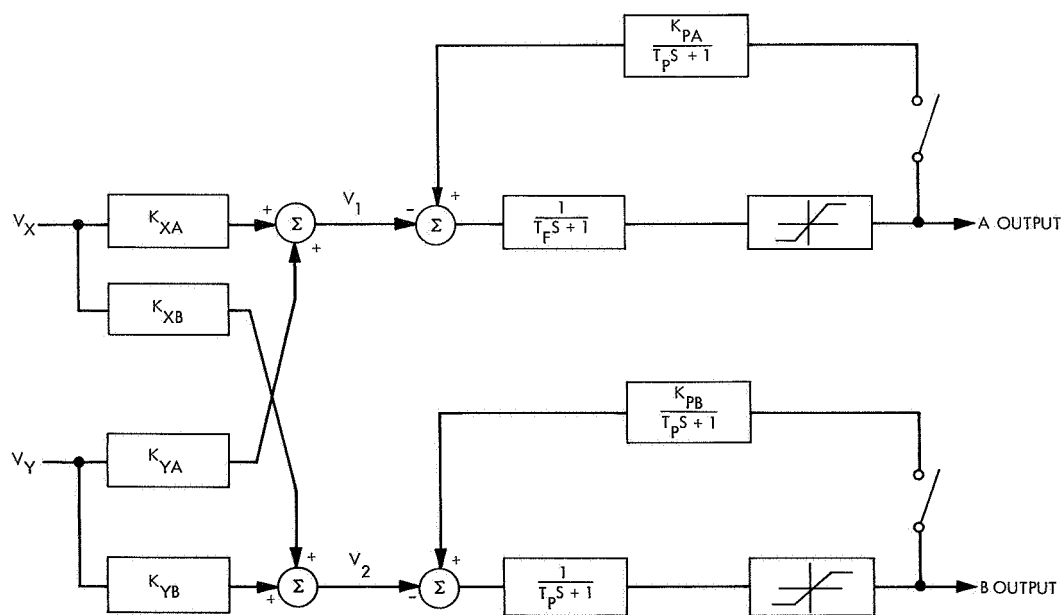 K_PA
T_P S + 1
V_X
K_XA
+
Σ
+
V_1
-
+
Σ
1
T_F S + 1
A OUTPUT
K_XB
K_PB
T_P S + 1
V_Y
K_YA
K_YB
+
+
Σ
V_2
-
+
Σ
1
T_P S + 1
B OUTPUT